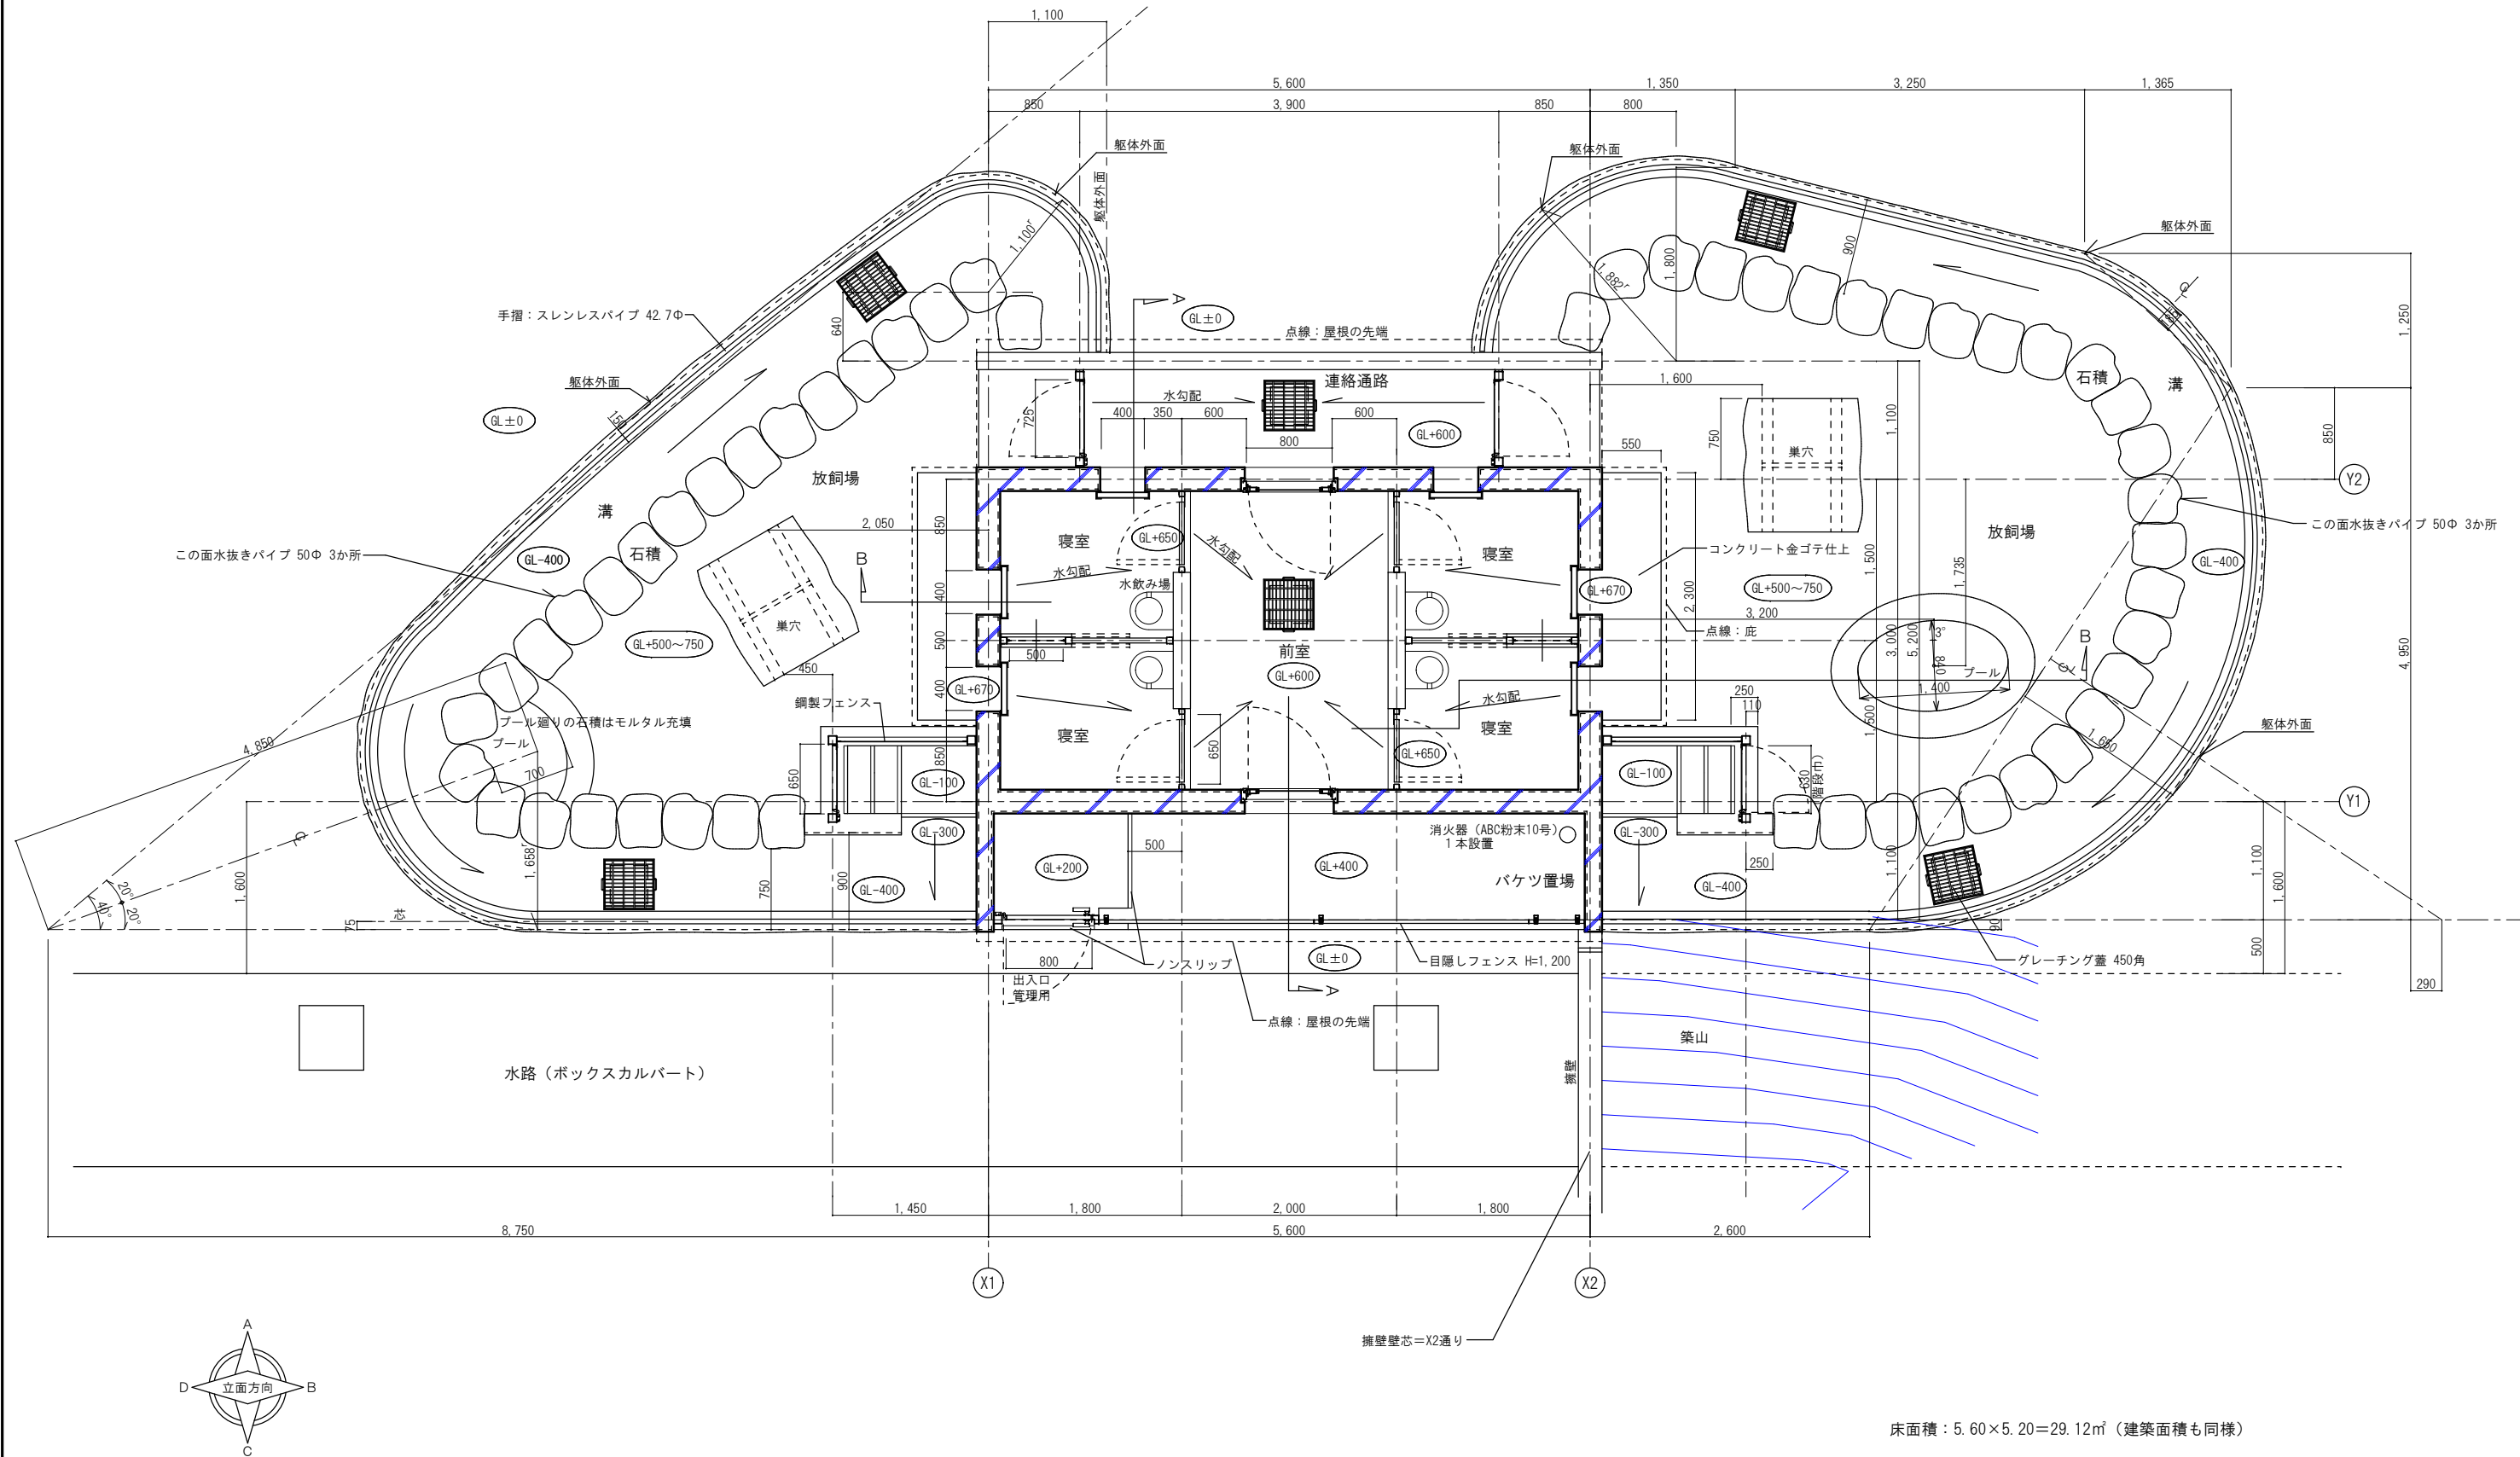 1,100
5,600
1,350
3,250
1,365
850
3,900
850
800
躯体外面
躯体外面
躯体外面
躯体外面
1,100r
1,882r
1,800
900
手摺：スレンレスパイプ 42.7Φ
640
A
GL±0
点線：屋根の先端
1,250
躯体外面
150
GL±0
725
水勾配
連絡通路
400
350
600
600
800
GL+600
1,600
750
巣穴
550
1,100
石積
溝
850
Y2
放飼場
溝
2,050
850
寝室
GL+650
水勾配
寝室
コンクリート金ゴテ仕上
1,500
1,735
放飼場
この面水抜きパイプ 50Φ 3か所
この面水抜きパイプ 50Φ 3か所
GL-400
石積
B
水勾配
水飲み場
400
GL+670
GL+500～750
GL-400
2,300
3,200
点線：庇
巣穴
GL+500～750
500
500
前室
GL+600
3,000
5,200
3°
840
プール
1,400
B
4,950
450
GL+670
400
水勾配
250
110
1,500
鋼製フェンス
プール廻りの石積はモルタル充填
プール
700
4,850
寝室
寝室
650
GL+650
850
650
GL-100
GL-100
630
(階段巾)
1,650
躯体外面
Y1
GL-300
GL-300
消火器（ABC粉末10号）
１本設置
500
GL+200
GL+400
バケツ置場
1,658r
750
900
GL-400
GL-400
250
1,100
1,100
1,600
1,600
20°
20°
40°
75
芯
90
500
800
ノンスリップ
GL±0
目隠しフェンス H=1,200
グレーチング蓋 450角
290
出入口
管理用
A
点線：屋根の先端
築山
擁壁
水路（ボックスカルバート）
1,450
1,800
2,000
1,800
8,750
5,600
2,600
X1
X2
擁壁壁芯＝X2通り
A
D
立面方向
B
C
床面積：5.60×5.20＝29.12㎡（建築面積も同様）